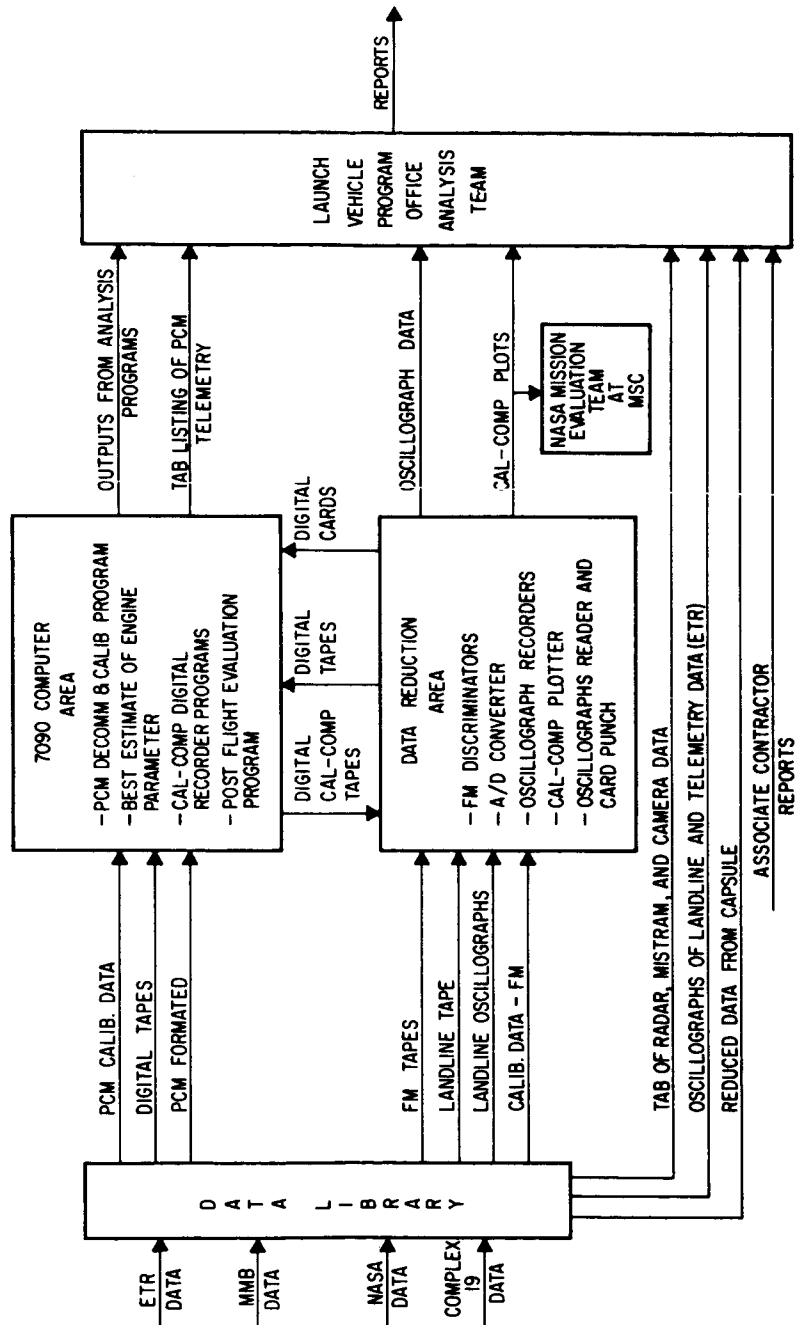 ETR
DATA
MMB
DATA
NASA
DATA
COMPLEX
19
DATA
DATA LIBRARY
PCM CALIB. DATA
DIGITAL TAPES
PCM FORMATED
FM TAPES
LANDLINE TAPE
LANDLINE OSCILLOGRAPHS
CALIB. DATA - FM
7090 COMPUTER
AREA
- PCM DECOMM & CALIB PROGRAM
- BEST ESTIMATE OF ENGINE
PARAMETER
- CAL-COMP DIGITAL
RECORDER PROGRAMS
- POST FLIGHT EVALUATION
PROGRAM
DIGITAL
CAL-COMP
TAPES
DIGITAL TAPES
DIGITAL
CARDS
DATA REDUCTION
AREA
- FM DISCRIMINATORS
- A/D CONVERTER
- OSCILLOGRAPH RECORDERS
- CAL-COMP PLOTTER
- OSCILLOGRAPHS READER AND
CARD PUNCH
OUTPUTS FROM ANALYSIS
PROGRAMS
TAB LISTING OF PCM
TELEMETRY
OSCILLOGRAPH DATA
CAL-COMP PLOTS
NASA MISSION
EVALUATION
TEAM
AT
MSC
TAB OF RADAR, MISTRAM, AND CAMERA DATA
OSCILLOGRAPHS OF LANDLINE AND TELEMETRY DATA (ETR)
REDUCED DATA FROM CAPSULE
ASSOCIATE CONTRACTOR
REPORTS
LAUNCH
VEHICLE
PROGRAM
OFFICE
ANALYSIS
TEAM
REPORTS